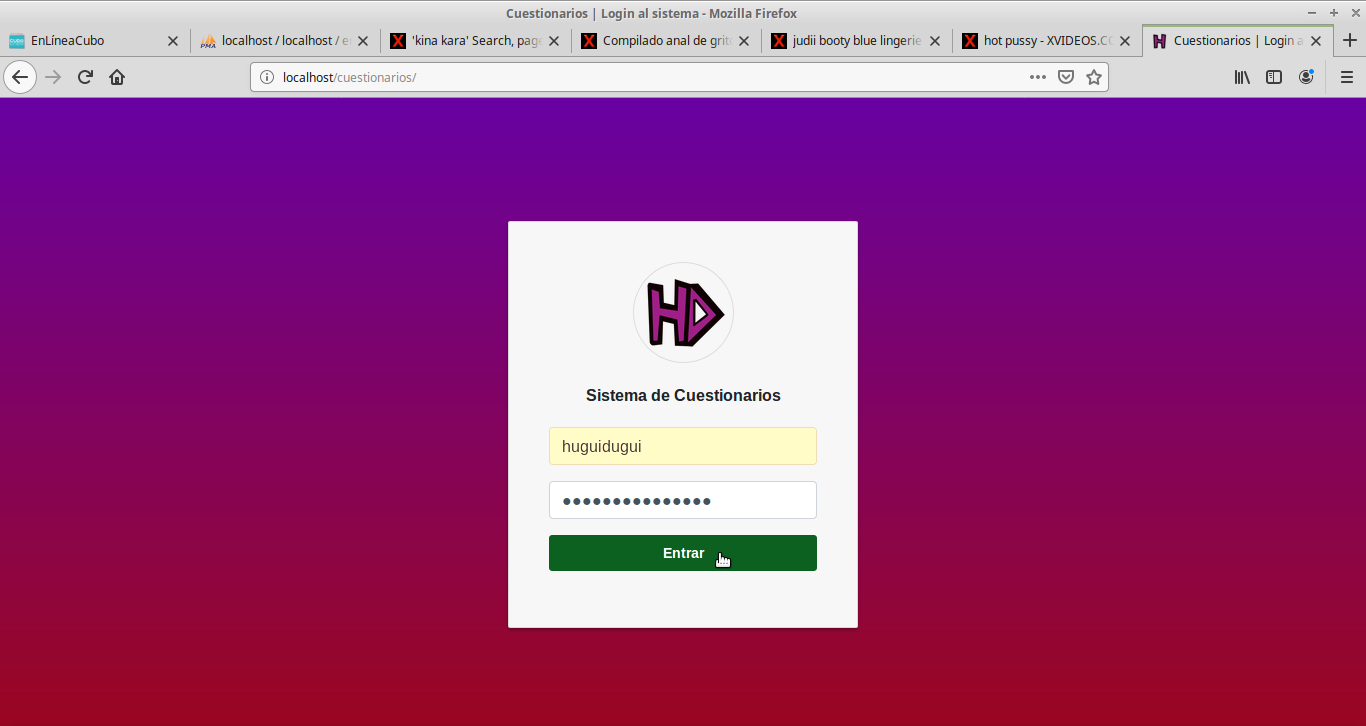 Cuestionarios | Login al sistema - Mozilla Firefox
EnLíneaCubo
localhost / localhost / e
'kina kara' Search, page
Compilado anal de grit
judii booty blue lingerie
hot pussy - XVIDEOS.CO
Cuestionarios | Login a
localhost/cuestionarios/
HD
Sistema de Cuestionarios
huguidugui
Entrar